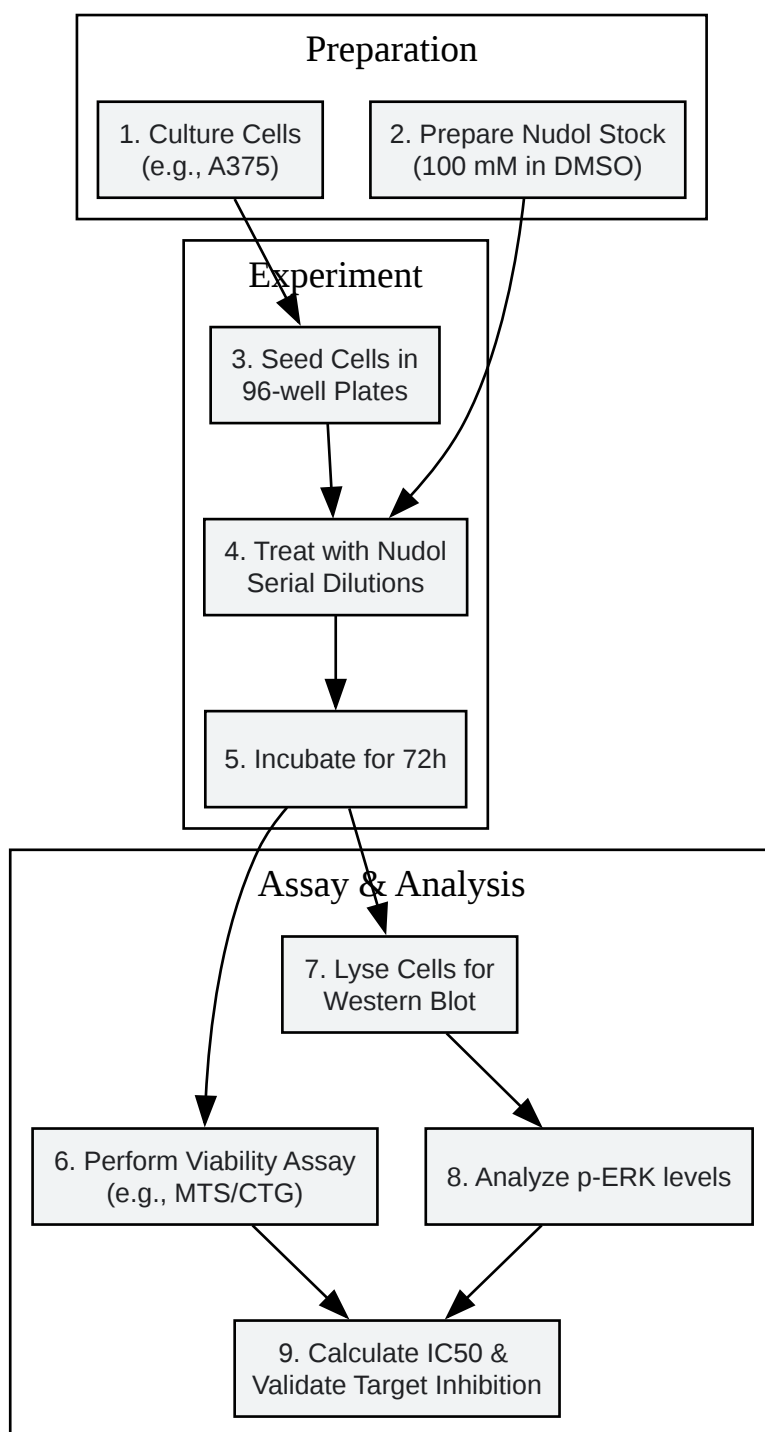 Preparation
1. Culture Cells
(e.g., A375)
2. Prepare Nudol Stock
(100 mM in DMSO)
Experiment
3. Seed Cells in
96-well Plates
4. Treat with Nudol
Serial Dilutions
5. Incubate for 72h
Assay & Analysis
7. Lyse Cells for
Western Blot
6. Perform Viability Assay
(e.g., MTS/CTG)
8. Analyze p-ERK levels
9. Calculate IC50 &
Validate Target Inhibition